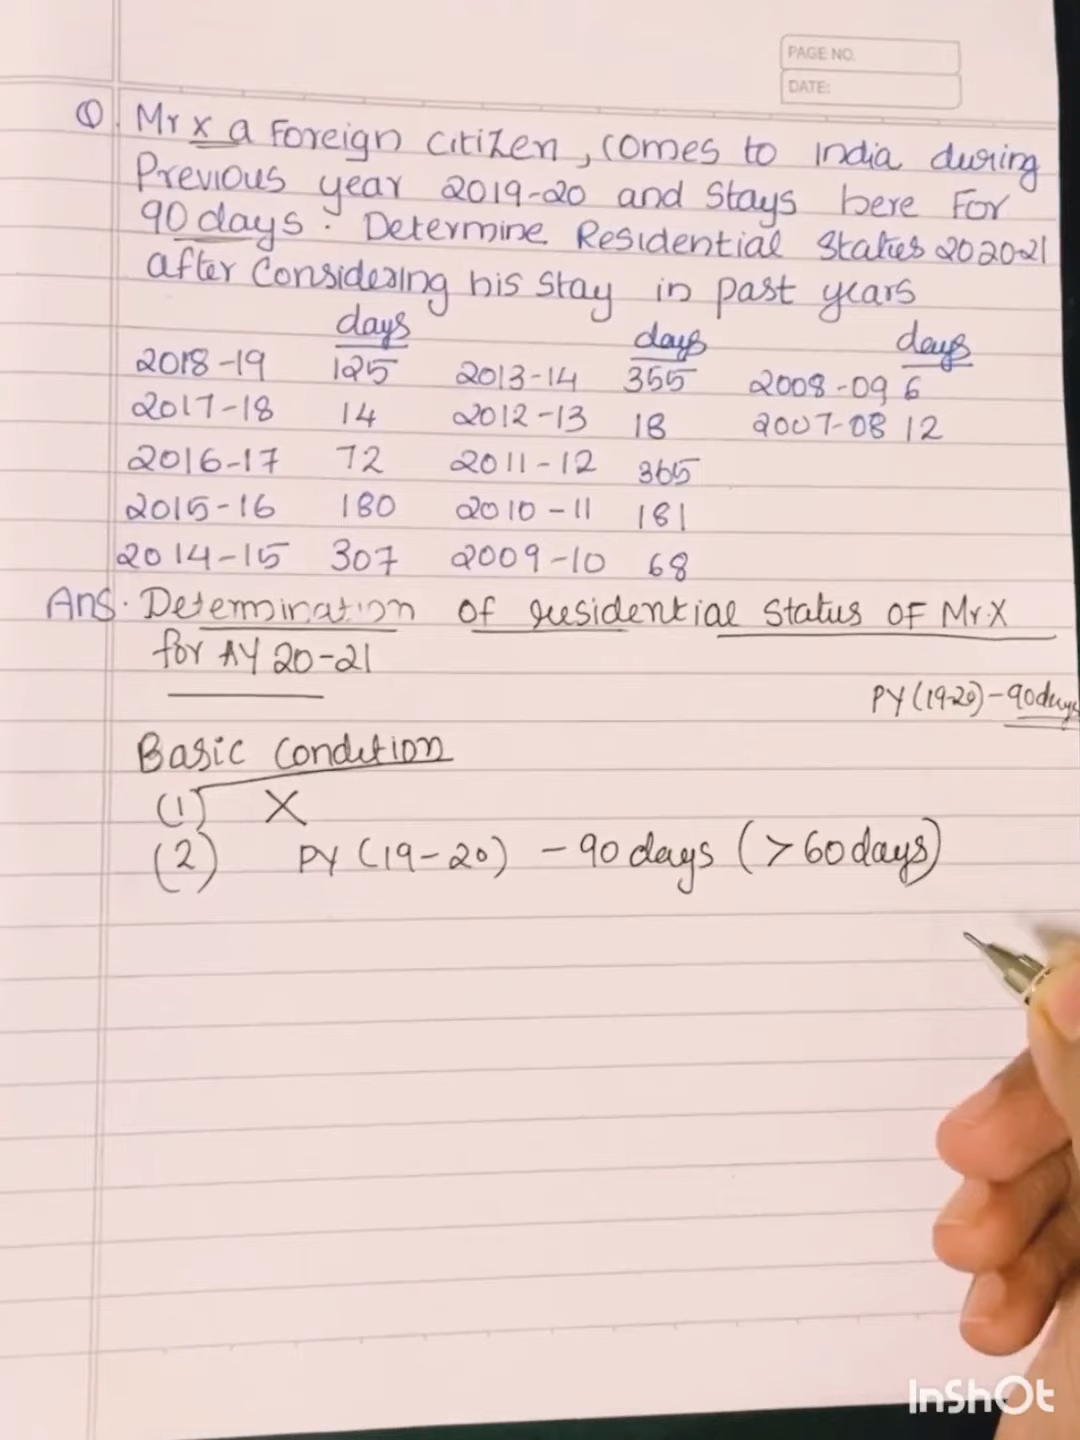 PAGE NO.
DATE:
Q. Mr X a Foreign Citizen, comes to India during
Previous year 2019-20 and stays here For
90 days. Determine Residential Status 2020-21
after Considering his stay in past years
days days days
2018-19 125 2013-14 355 2008-09 6
2017-18 14 2012-13 18 2007-08 12
2016-17 72 2011-12 365
2015-16 180 2010-11 181
2014-15 307 2009-10 68
Ans. Determination of residential Status OF Mr.X
for AY 20-21
PY (19-20) - 90days
Basic Condition
(1) X
(2) PY (19-20) - 90 days (>60days)
InShOt